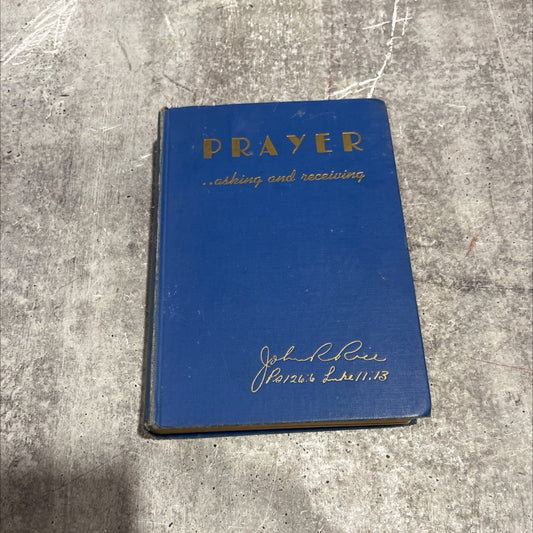 PRAYER
..asking and receiving
John R. Rice
Ps 126:6 Luke 11:13